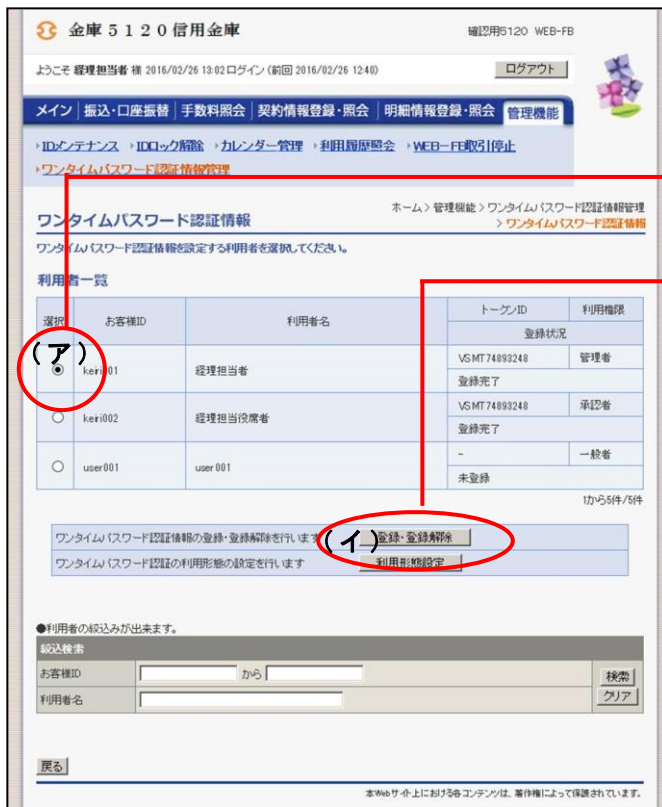 金庫5120信用金庫
確認用5120 WEB-FB
ようこそ 経理担当者 様 2016/02/26 13:02ログイン (前回 2016/02/26 12:40)
ログアウト
メイン 振込・口座振替 手数料照会 契約情報登録・照会 明細情報登録・照会 管理機能
IDメンテナンス IDロック解除 カレンダー管理 利用履歴照会 WEB-FB取引停止
ワンタイムパスワード認証情報管理
ホーム > 管理機能 > ワンタイムパスワード認証情報管理
> ワンタイムパスワード認証情報
ワンタイムパスワード認証情報
ワンタイムパスワード認証情報を設定する利用者を選択してください。
利用者一覧
選択 お客様ID 利用者名 トークンID 利用権限
登録状況
(ア)
keiri001 経理担当者 VSMT74893248 管理者
登録完了
keiri002 経理担当役席者 VSMT74893248 承認者
登録完了
user001 user001 - 一般者
未登録
1から5件/5件
ワンタイムパスワード認証情報の登録・登録解除を行います (イ) 登録・登録解除
ワンタイムパスワード認証の利用形態の設定を行います 利用形態設定
●利用者の絞込みが出来ます。
絞込検索
お客様ID から 検索
利用者名 クリア
戻る
本Webサイト上における各コンテンツは、著作権によって保護されています。